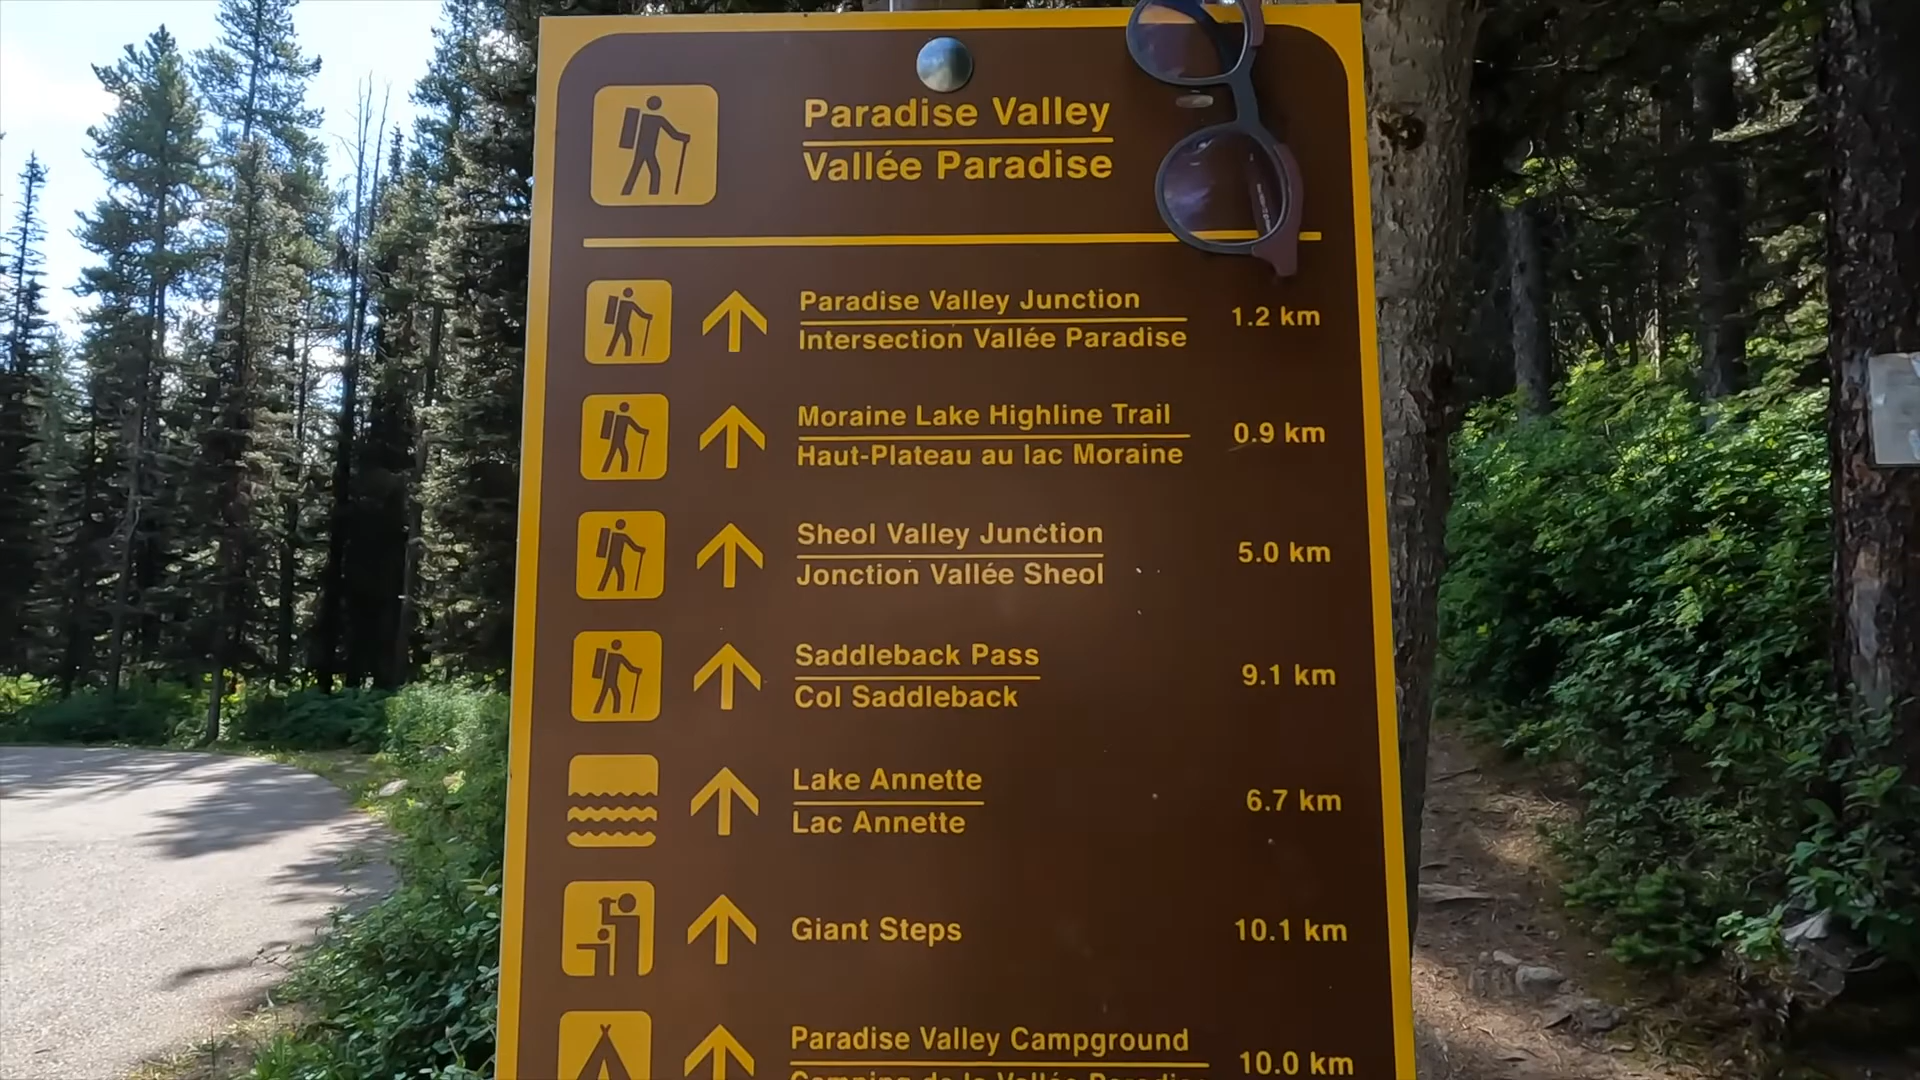 Paradise Valley
Vallée Paradise
Paradise Valley Junction
Intersection Vallée Paradise
1.2 km
Moraine Lake Highline Trail
Haut-Plateau au lac Moraine
0.9 km
Sheol Valley Junction
Jonction Vallée Sheol
5.0 km
Saddleback Pass
Col Saddleback
9.1 km
Lake Annette
Lac Annette
6.7 km
Giant Steps
10.1 km
Paradise Valley Campground
10.0 km